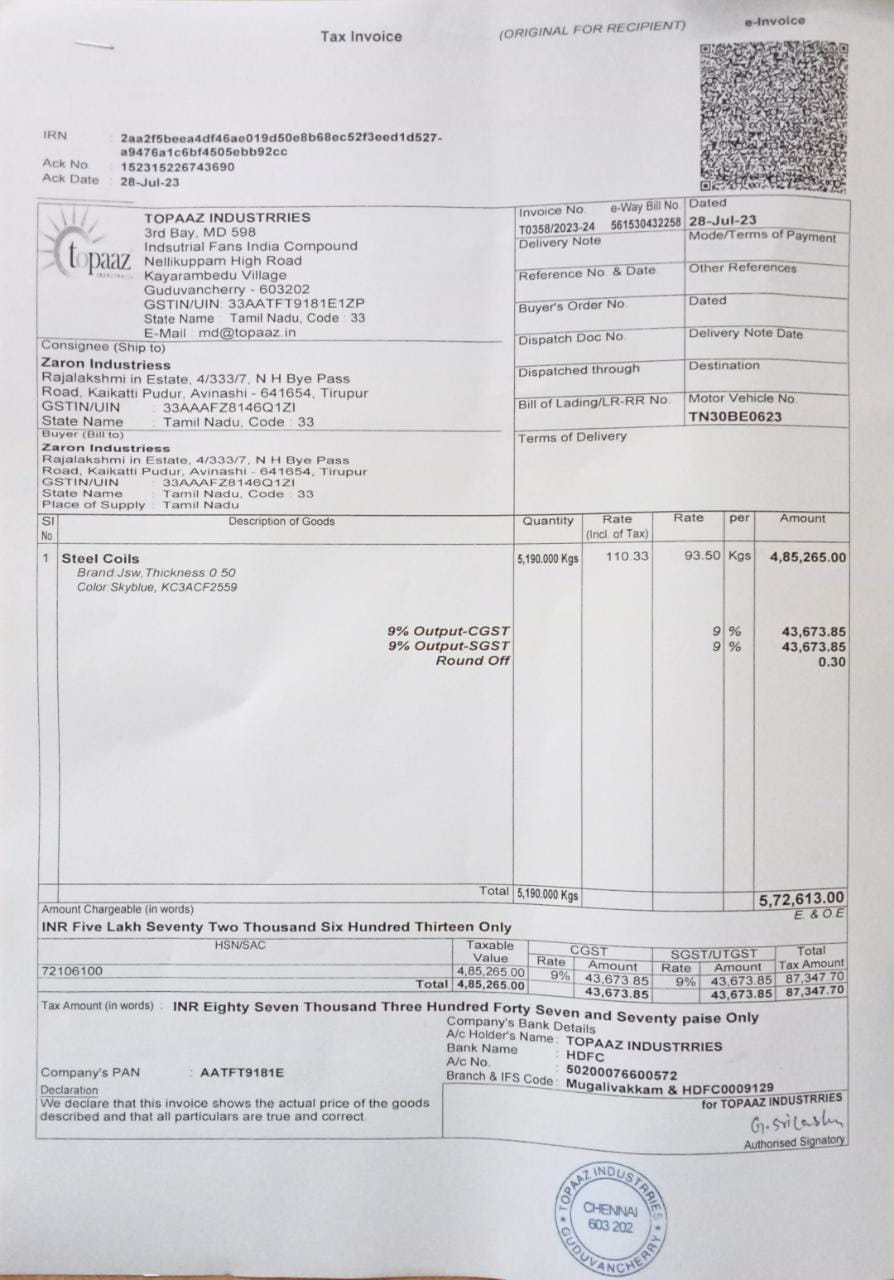 Tax Invoice
(ORIGINAL FOR RECIPIENT)
e-Invoice
IRN : 2aa2f5beea4df46ae019d50e8b68ec52f3eed1d527-
a9476a1c6bf4505ebb92cc
Ack No : 152315226743690
Ack Date : 28-Jul-23
topaaz
TOPAAZ INDUSTRRIES
3rd Bay, MD 598
Indsutrial Fans India Compound
Nellikuppam High Road
Kayarambedu Village
Guduvancherry - 603202
GSTIN/UIN: 33AATFT9181E1ZP
State Name : Tamil Nadu, Code : 33
E-Mail : md@topaaz.in
Invoice No. e-Way Bill No. Dated
T0358/2023-24 561530432258 28-Jul-23
Delivery Note Mode/Terms of Payment
Reference No. & Date. Other References
Buyer's Order No. Dated
Dispatch Doc No. Delivery Note Date
Dispatched through Destination
Bill of Lading/LR-RR No. Motor Vehicle No.
TN30BE0623
Terms of Delivery
Consignee (Ship to)
Zaron Industriess
Rajalakshmi in Estate, 4/333/7, N H Bye Pass
Road, Kaikatti Pudur, Avinashi - 641654, Tirupur
GSTIN/UIN : 33AAAFZ8146Q1ZI
State Name : Tamil Nadu, Code : 33
Buyer (Bill to)
Zaron Industriess
Rajalakshmi in Estate, 4/333/7, N H Bye Pass
Road, Kaikatti Pudur, Avinashi - 641654, Tirupur
GSTIN/UIN : 33AAAFZ8146Q1ZI
State Name : Tamil Nadu, Code : 33
Place of Supply : Tamil Nadu
Sl No. Description of Goods Quantity Rate (Incl. of Tax) Rate per Amount
1 Steel Coils 5,190.000 Kgs 110.33 93.50 Kgs 4,85,265.00
Brand Jsw, Thickness 0.50
Color Skyblue, KC3ACF2559
9% Output-CGST 9 % 43,673.85
9% Output-SGST 9 % 43,673.85
Round Off 0.30
Total 5,190.000 Kgs 5,72,613.00
Amount Chargeable (in words) E. & O.E
INR Five Lakh Seventy Two Thousand Six Hundred Thirteen Only
HSN/SAC Taxable Value CGST SGST/UTGST Total Tax Amount
Rate Amount Rate Amount
72106100 4,85,265.00 9% 43,673.85 9% 43,673.85 87,347.70
Total 4,85,265.00 43,673.85 43,673.85 87,347.70
Tax Amount (in words) : INR Eighty Seven Thousand Three Hundred Forty Seven and Seventy paise Only
Company's Bank Details
A/c Holder's Name : TOPAAZ INDUSTRRIES
Bank Name : HDFC
A/c No. : 50200076600572
Branch & IFS Code : Mugalivakkam & HDFC0009129
Company's PAN : AATFT9181E
Declaration
We declare that this invoice shows the actual price of the goods
described and that all particulars are true and correct.
for TOPAAZ INDUSTRRIES
Authorised Signatory
TOPAAZ INDUSTRRIES
CHENNAI
603 202
GUDUVANCHERRY